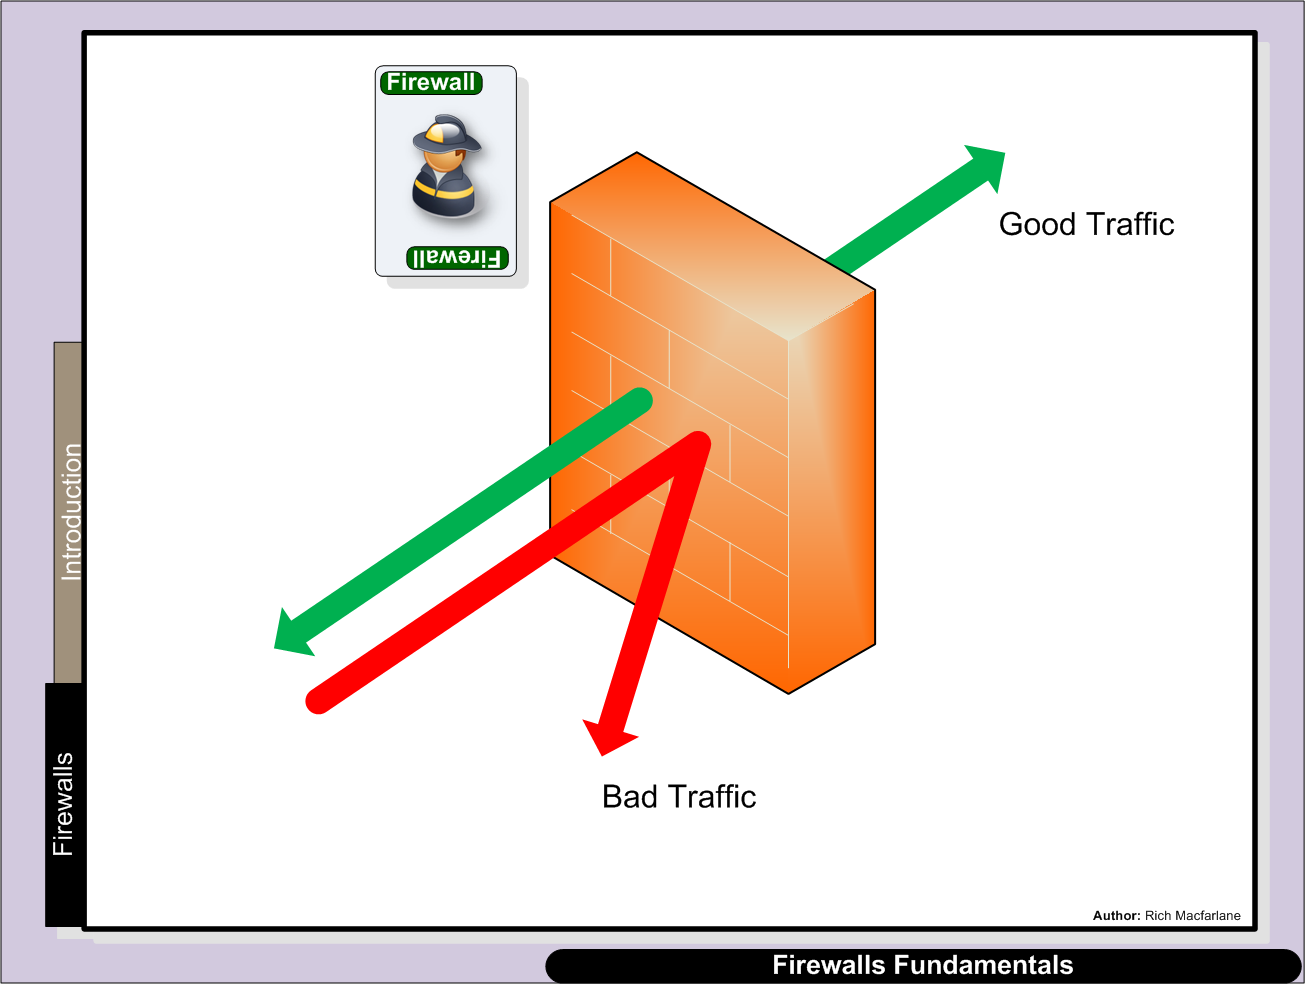 Firewall
Firewall
Good Traffic
Introduction
Firewalls
Bad Traffic
Author: Rich Macfarlane
Firewalls Fundamentals